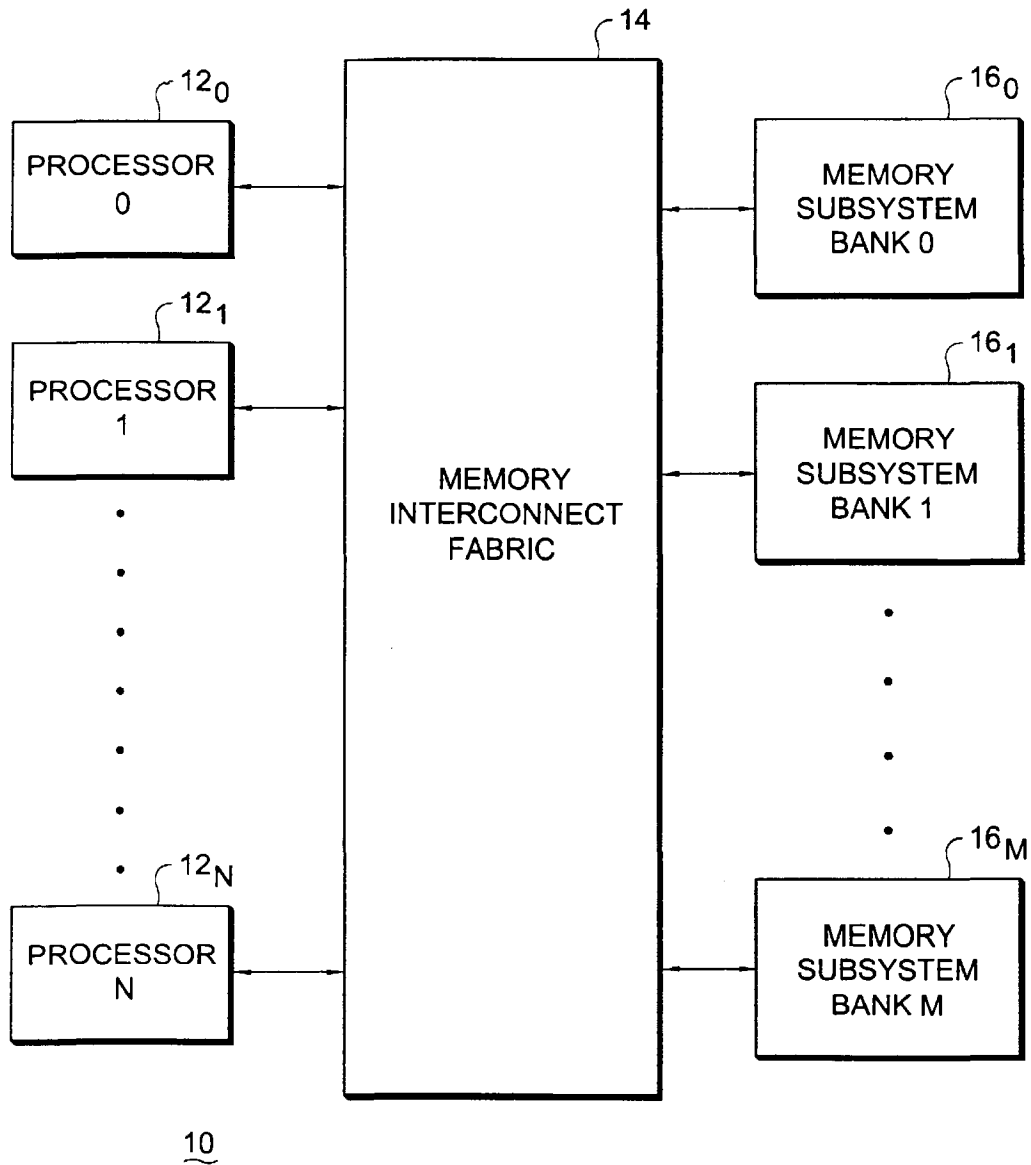 14
12₀
PROCESSOR
0
12₁
PROCESSOR
1
12N
PROCESSOR
N
MEMORY
INTERCONNECT
FABRIC
16₀
MEMORY
SUBSYSTEM
BANK 0
16₁
MEMORY
SUBSYSTEM
BANK 1
16M
MEMORY
SUBSYSTEM
BANK M
10